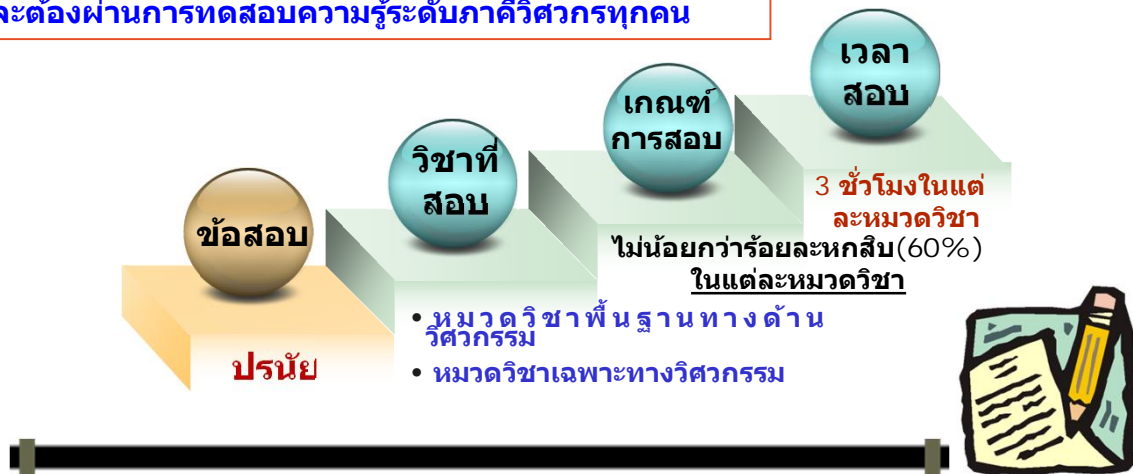 จะต้องผ่านการทดสอบความรู้ระดับภาคีวิศวกรทุกคน
เวลา
สอบ
เกณฑ์
การสอบ
วิชาที่
สอบ
ข้อสอบ
3 ชั่วโมงในแต่
ละหมวดวิชา
ไม่น้อยกว่าร้อยละหกสิบ(60%)
ในแต่ละหมวดวิชา
• หมวดวิชาพื้นฐานทางด้าน
วิศวกรรม
• หมวดวิชาเฉพาะทางวิศวกรรม
ปรนัย